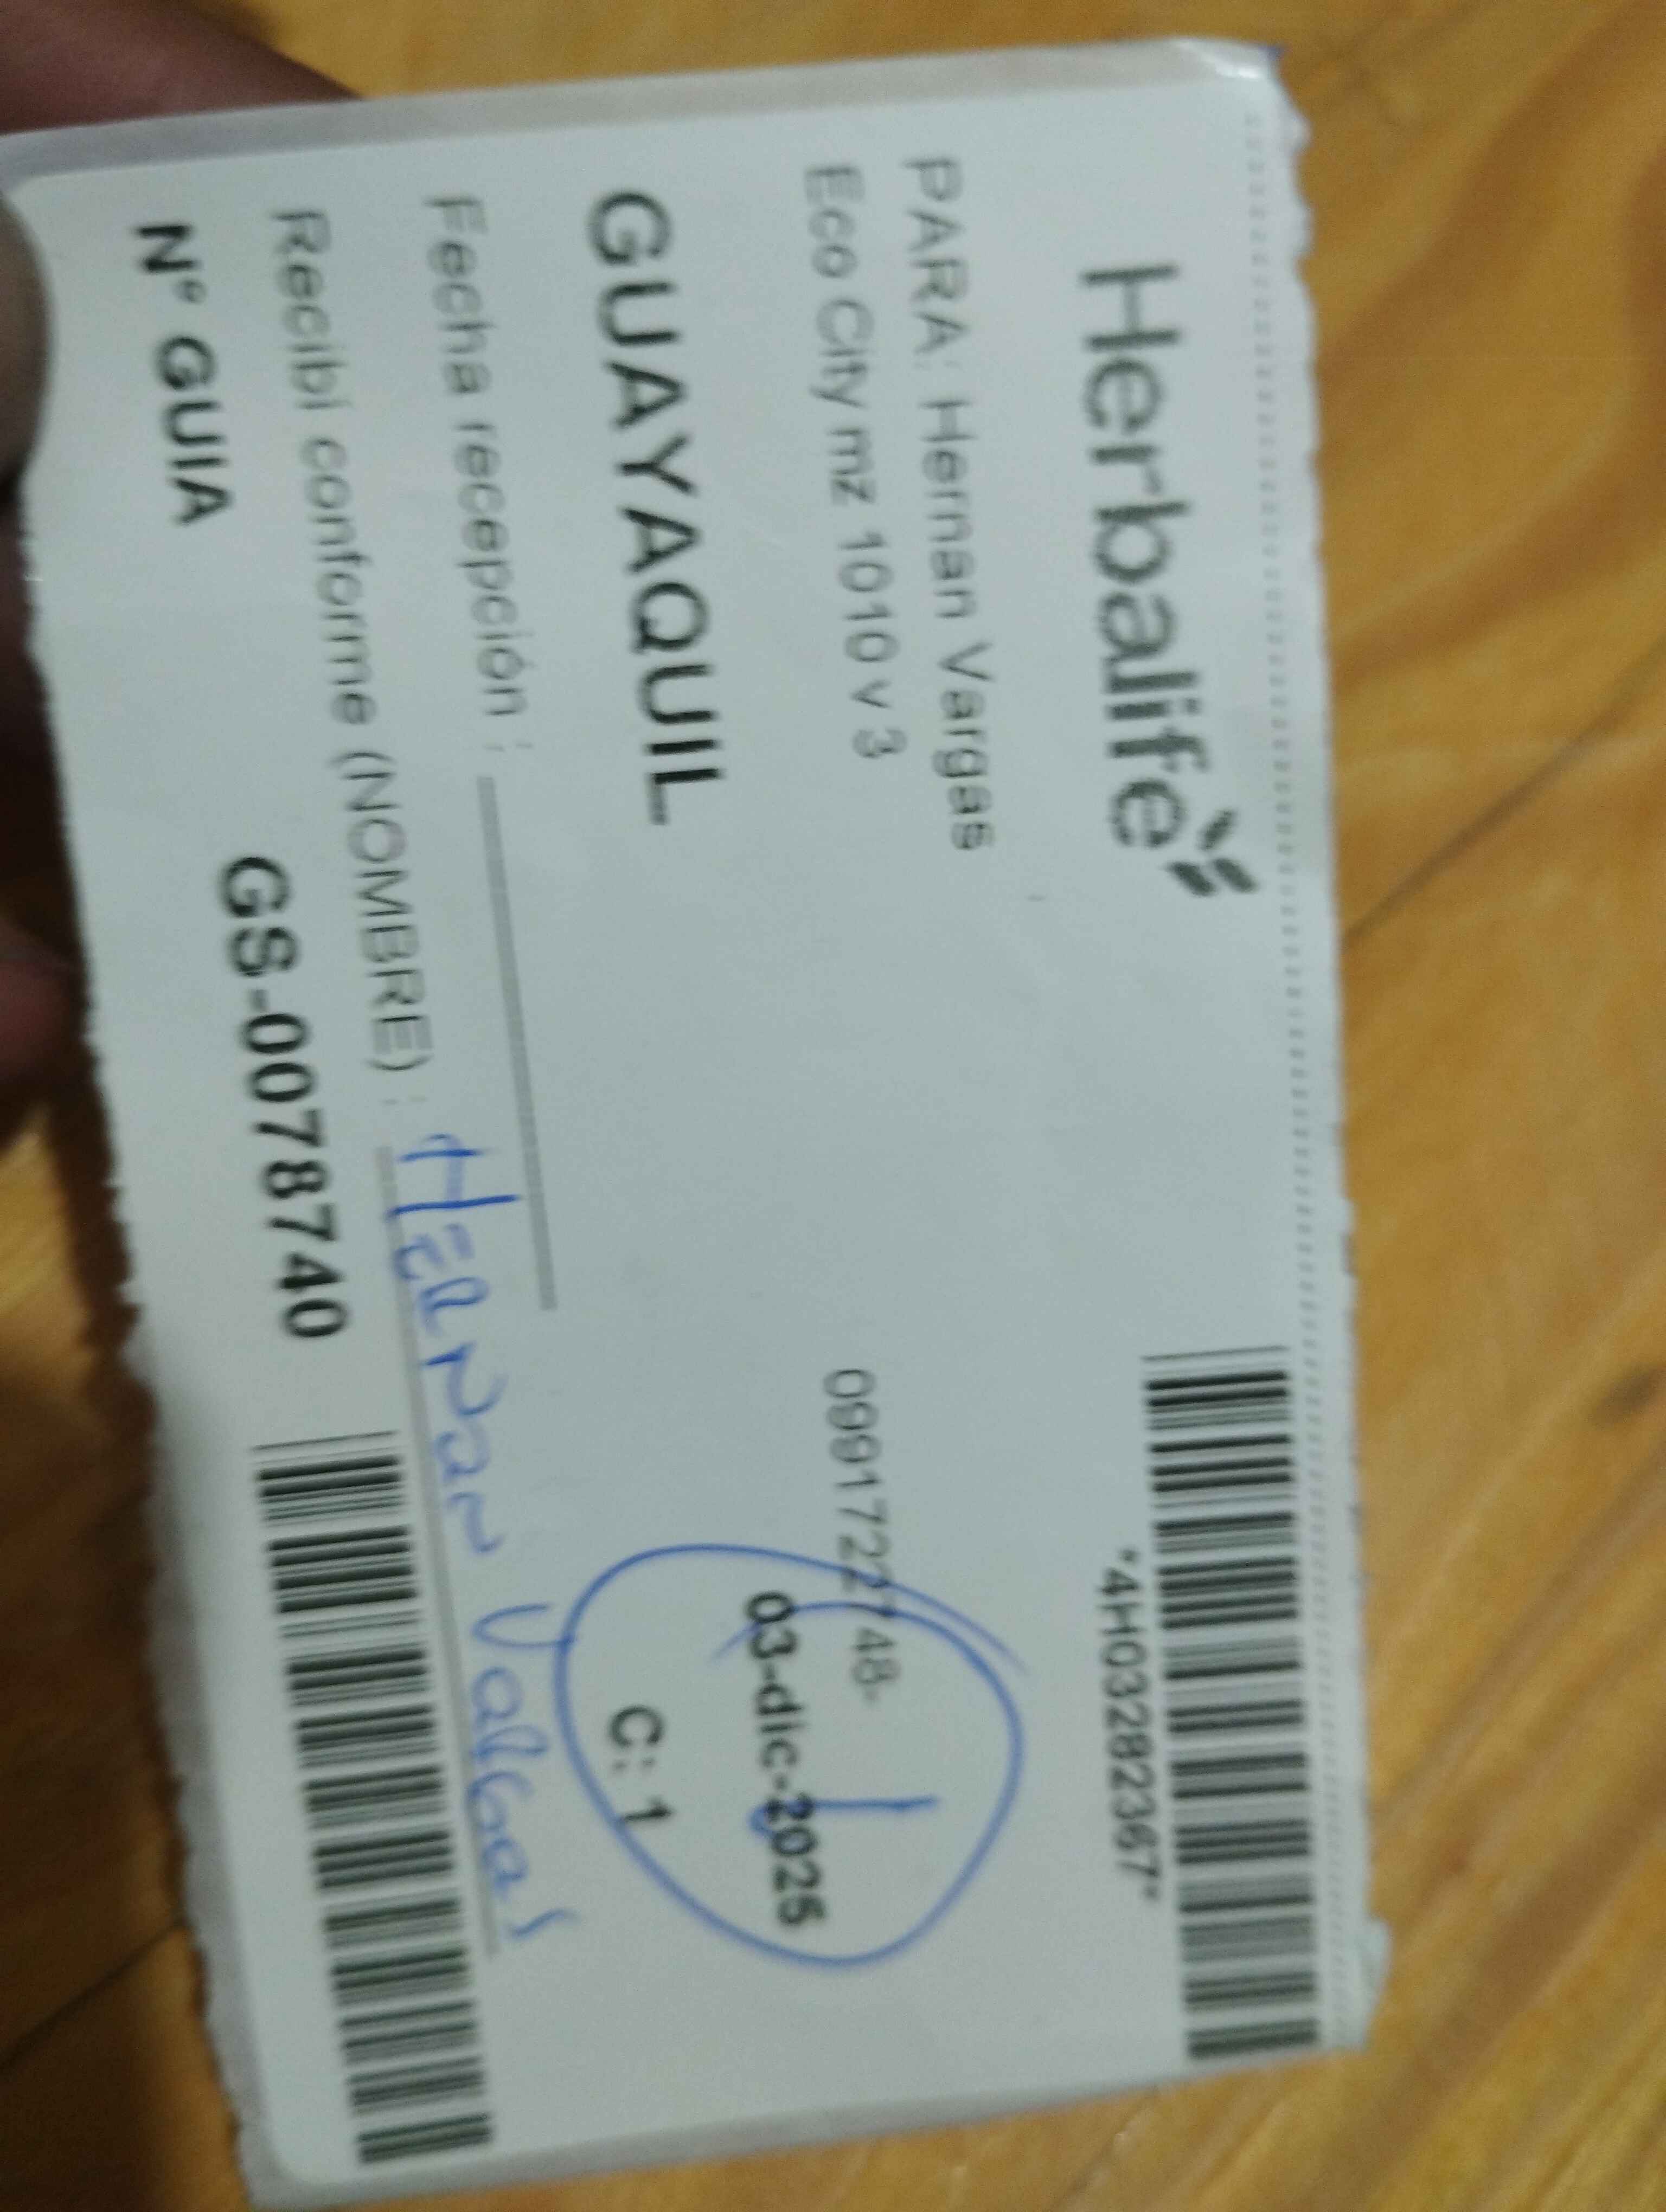 Herbalife
*4H03282367*
PARA: Hernan Vargas
Eco City mz 1010 v 3
03-dic-2025
GUAYAQUIL
C: 1
Fecha recepción :
Recibí conforme (NOMBRE) : HERNAN VARGAS
N° GUIA GS-0078740